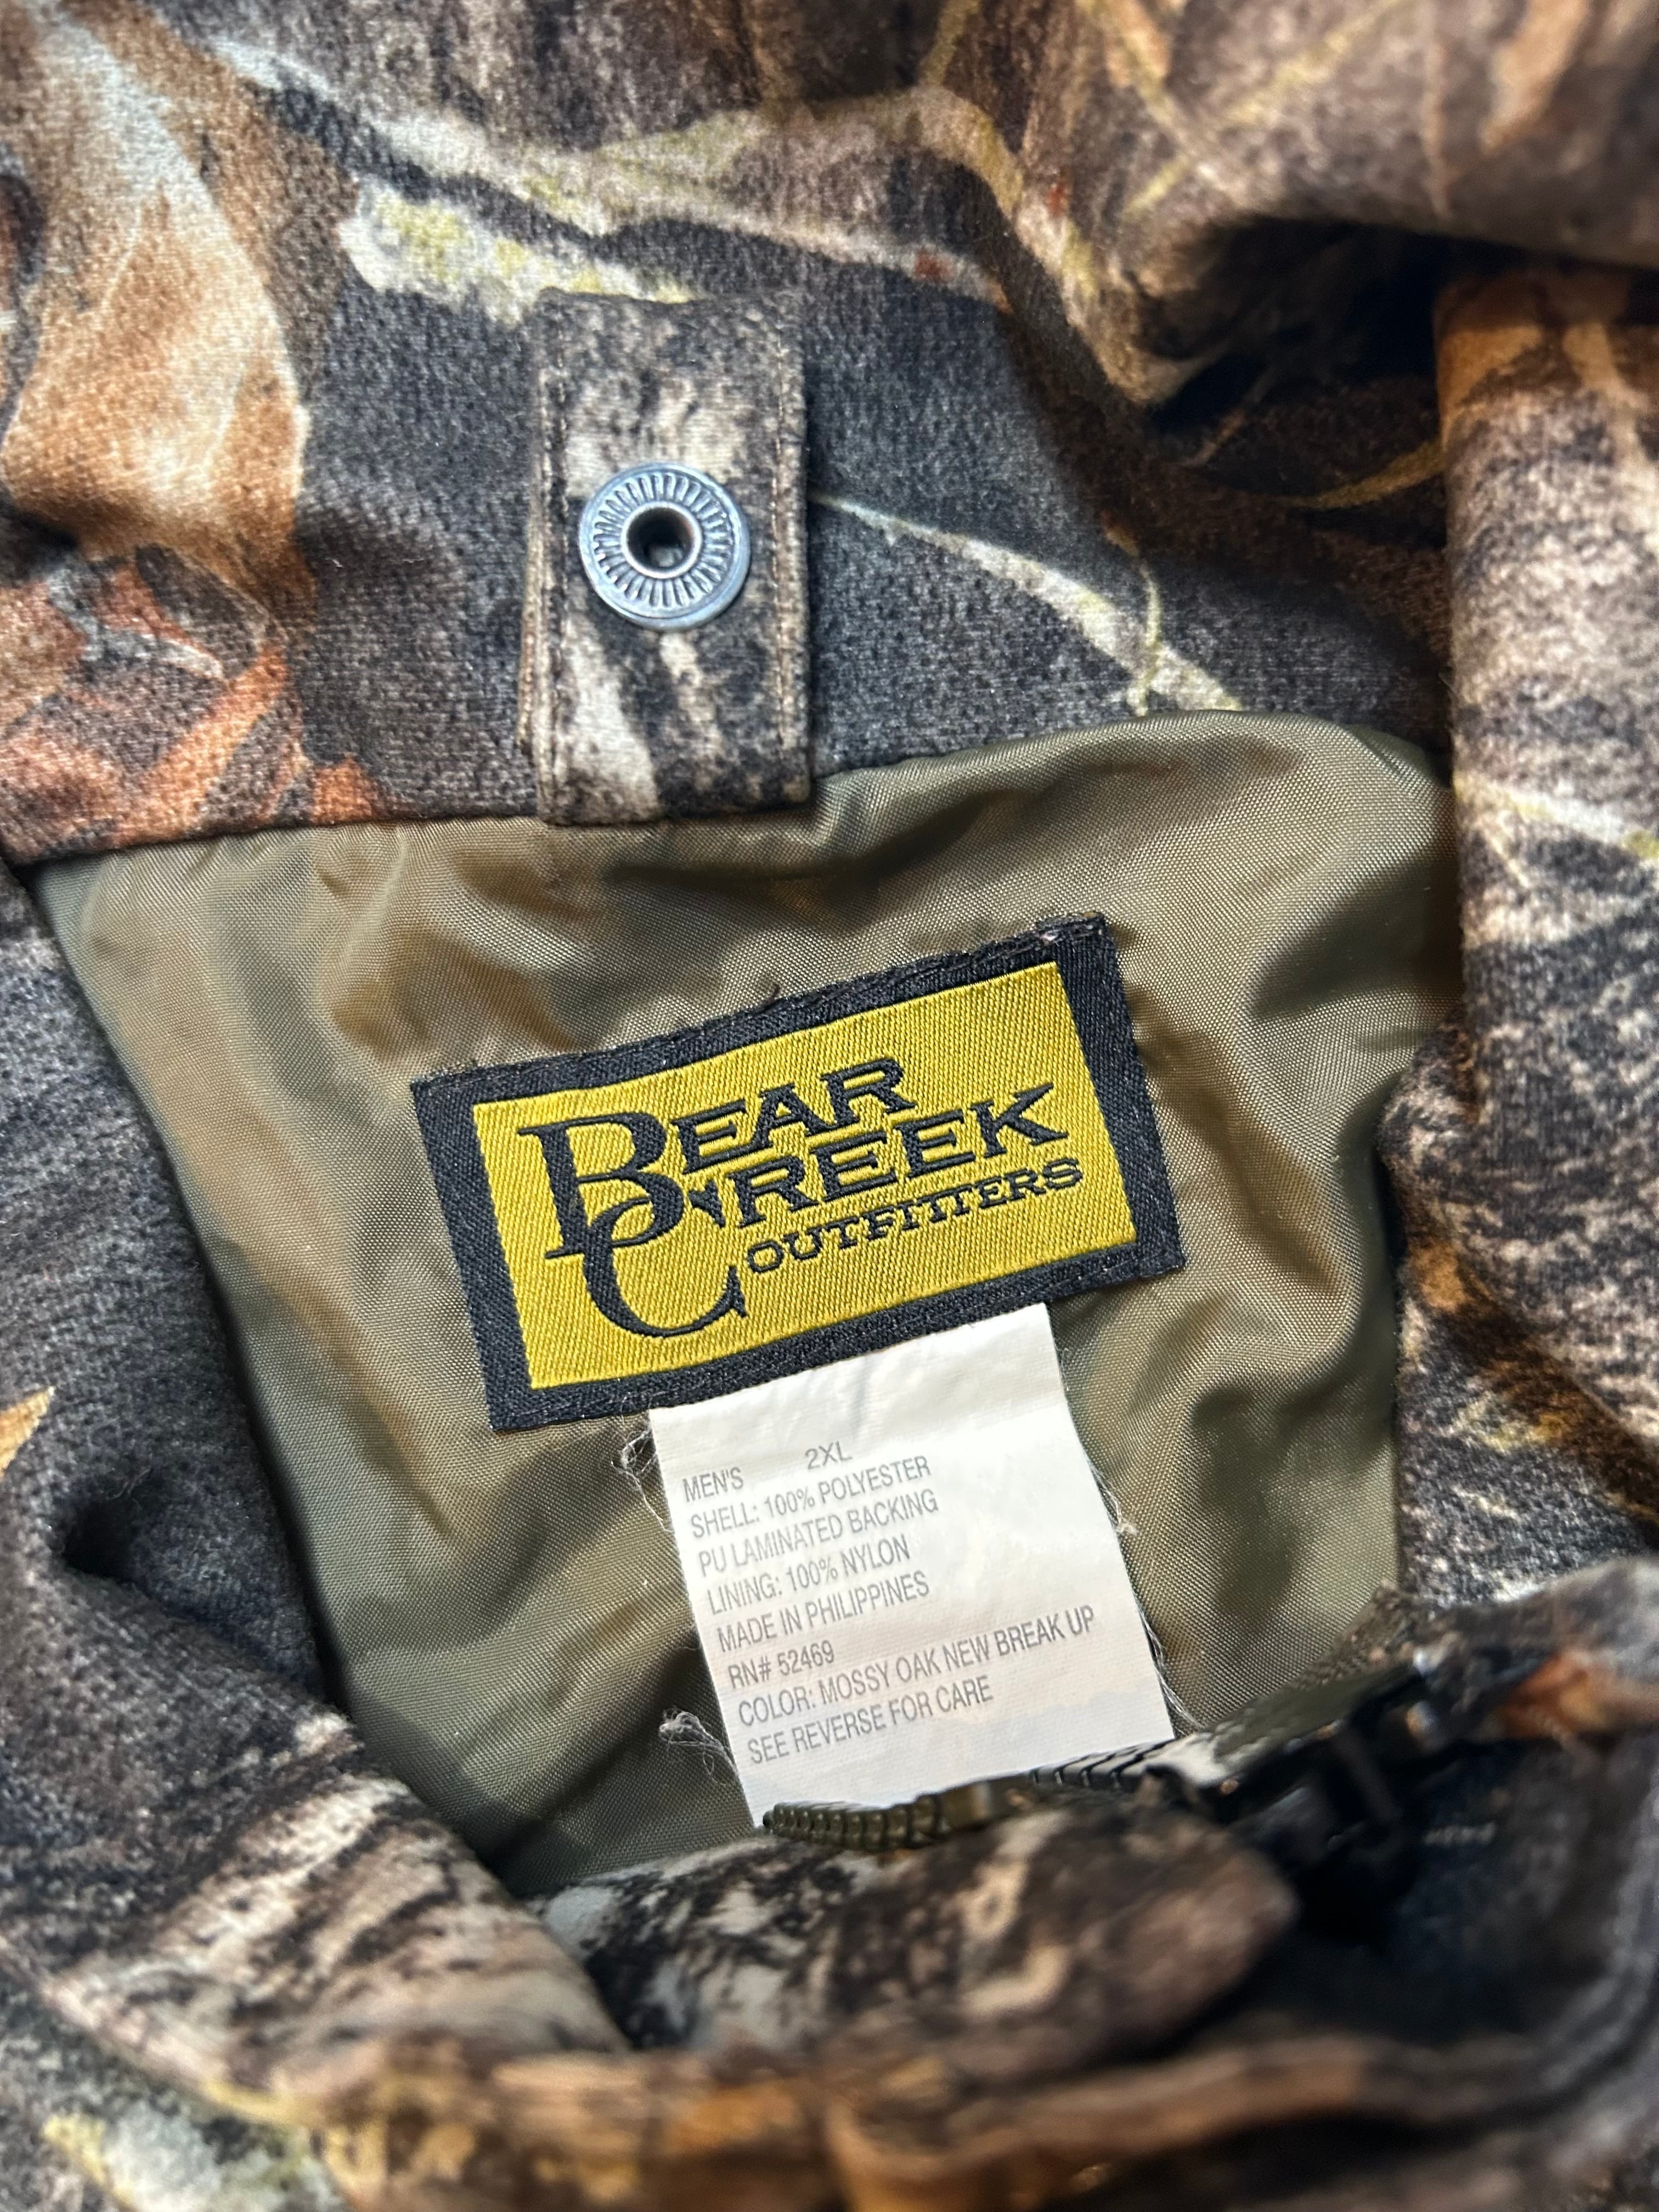 BEAR
CREEK
OUTFITTERS
MEN'S 2XL
SHELL: 100% POLYESTER
PU LAMINATED BACKING
LINING: 100% NYLON
MADE IN PHILIPPINES
RN# 52469
COLOR: MOSSY OAK NEW BREAK UP
SEE REVERSE FOR CARE